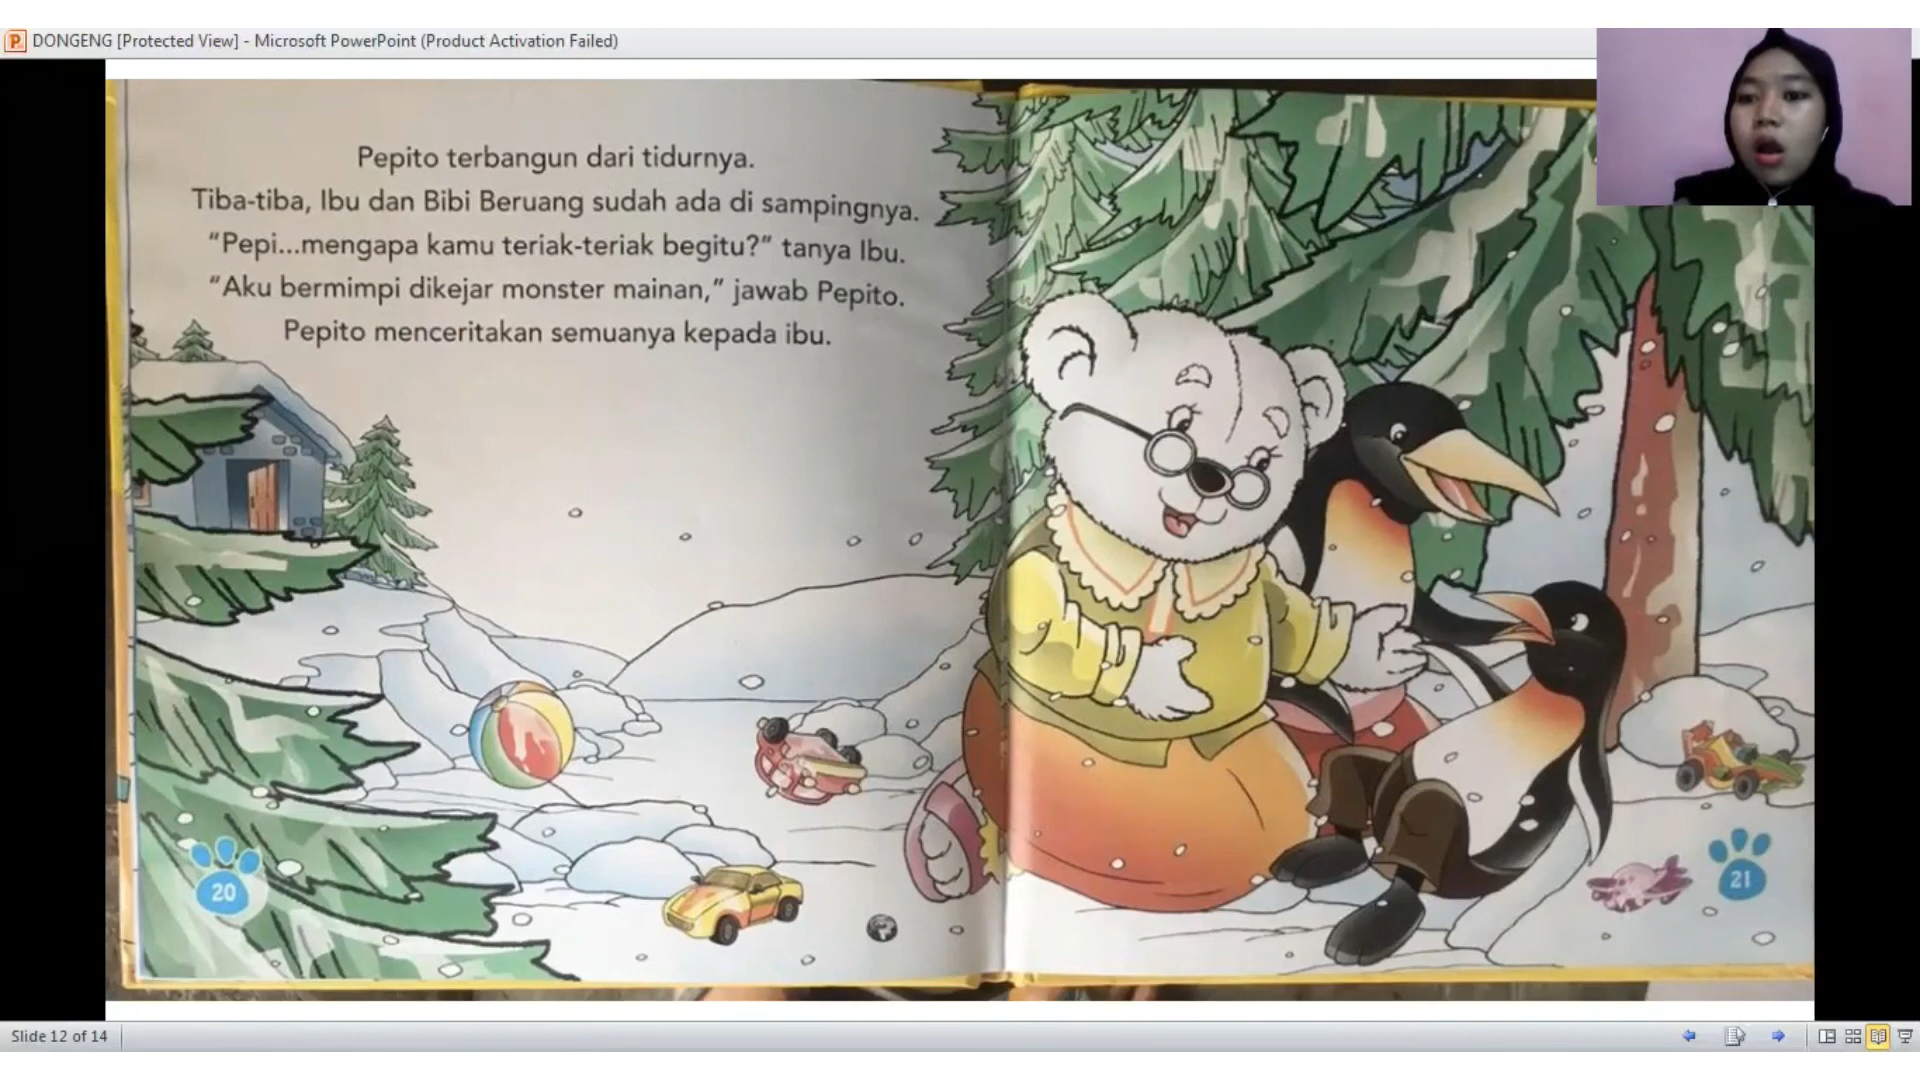 DONGENG [Protected View] - Microsoft PowerPoint (Product Activation Failed)
Pepito terbangun dari tidurnya.
Tiba-tiba, Ibu dan Bibi Beruang sudah ada di sampingnya.
“Pepi...mengapa kamu teriak-teriak begitu?” tanya Ibu.
“Aku bermimpi dikejar monster mainan,” jawab Pepito.
Pepito menceritakan semuanya kepada ibu.
20
21
Slide 12 of 14